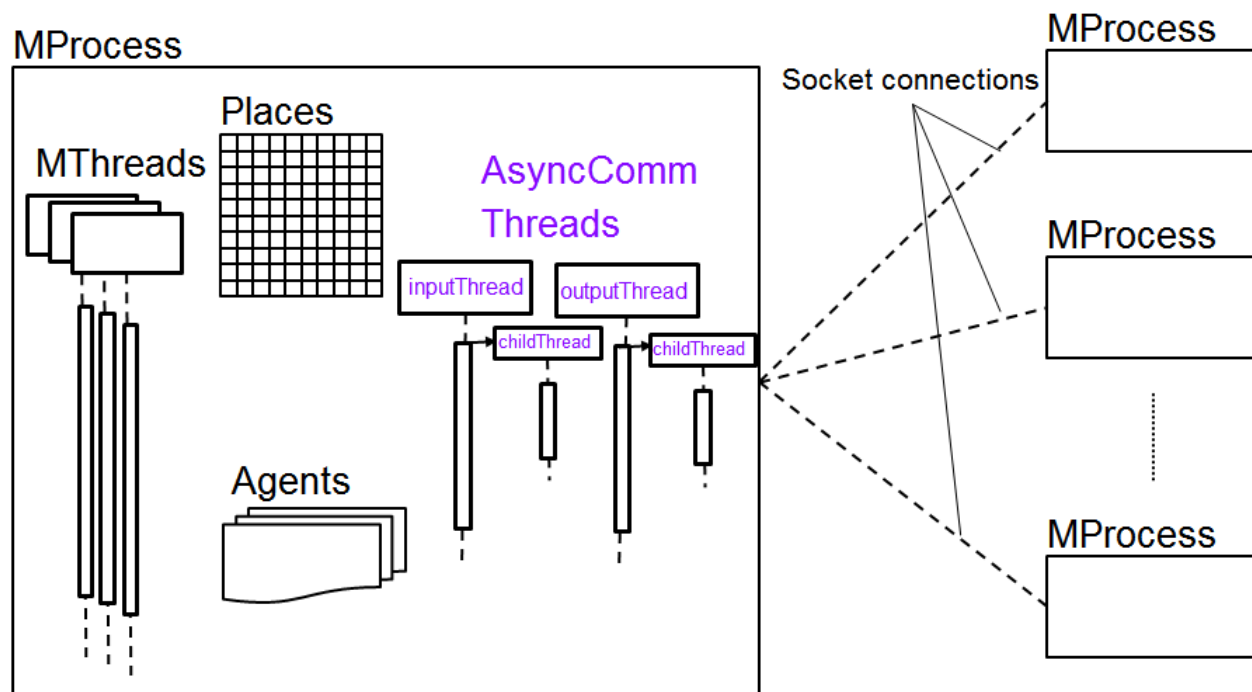 MProcess
Places
MThreads
AsyncComm
Threads
inputThread
outputThread
childThread
childThread
Agents
Socket connections
MProcess
MProcess
MProcess